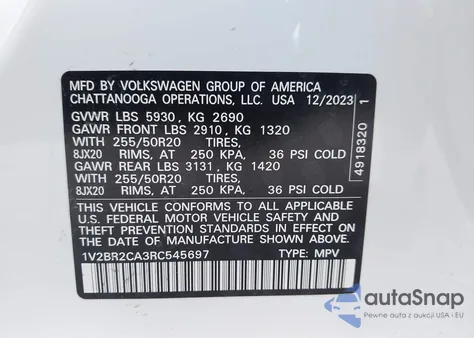 MFD BY VOLKSWAGEN GROUP OF AMERICA
CHATTANOOGA OPERATIONS, LLC. USA 12/2023
GVWR LBS 5930, KG 2690
GAWR FRONT LBS 2910, KG 1320
WITH 255/50R20 TIRES,
8JX20 RIMS, AT 250 KPA, 36 PSI COLD
GAWR REAR LBS 3131, KG 1420
WITH 255/50R20 TIRES,
8JX20 RIMS, AT 250 KPA, 36 PSI COLD
THIS VEHICLE CONFORMS TO ALL APPLICABLE
U.S. FEDERAL MOTOR VEHICLE SAFETY AND
THEFT PREVENTION STANDARDS IN EFFECT ON THE
DATE OF MANUFACTURE SHOWN ABOVE.
1V2BR2CA3RC545697 TYPE: MPV
4918320 1
autoSnap
Pewne auta z aukcji USA i EU